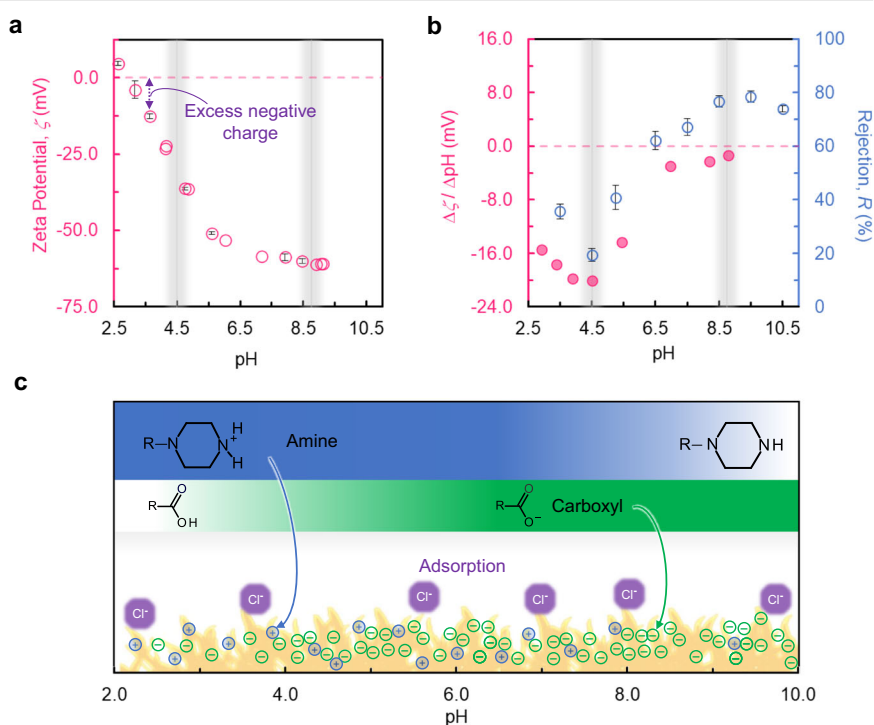 a
0.0
-25.0
-50.0
-75.0
Zeta Potential, ζ (mV)
Excess negative
charge
2.5 4.5 6.5 8.5 10.5
pH
b
16.0
8.0
0.0
-8.0
-16.0
-24.0
Δζ / ΔpH (mV)
100
80
60
40
20
0
Rejection, R (%)
2.5 4.5 6.5 8.5 10.5
pH
c
R N N + H H
Amine
R N NH
R O OH
R O O−
Carboxyl
Adsorption
Cl- Cl- Cl- Cl- Cl- Cl-
2.0 4.0 6.0 8.0 10.0
pH